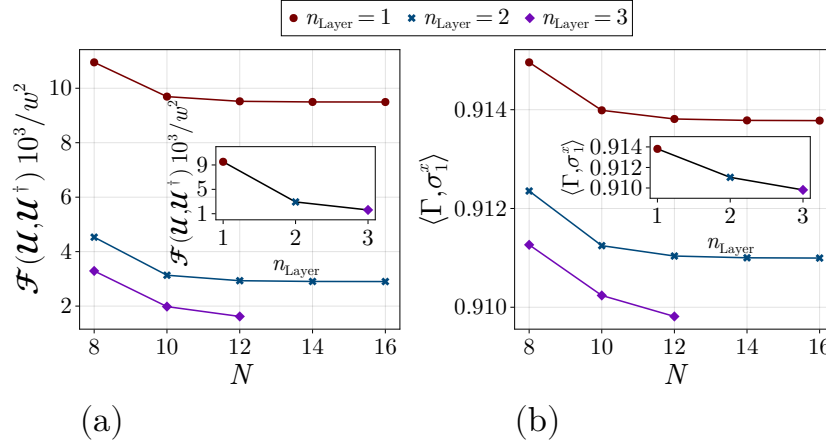 n_Layer = 1 n_Layer = 2 n_Layer = 3
𝓕(𝓤,𝓤†) 10³/w²
10
8
6
4
2
8 10 12 14 16
N
𝓕(𝓤,𝓤†) 10³/w²
9
5
1
1 2 3
n_Layer
(a)
⟨Γ, σ₁ˣ⟩
0.914
0.912
0.910
8 10 12 14 16
N
⟨Γ, σ₁ˣ⟩
0.914
0.912
0.910
1 2 3
n_Layer
(b)